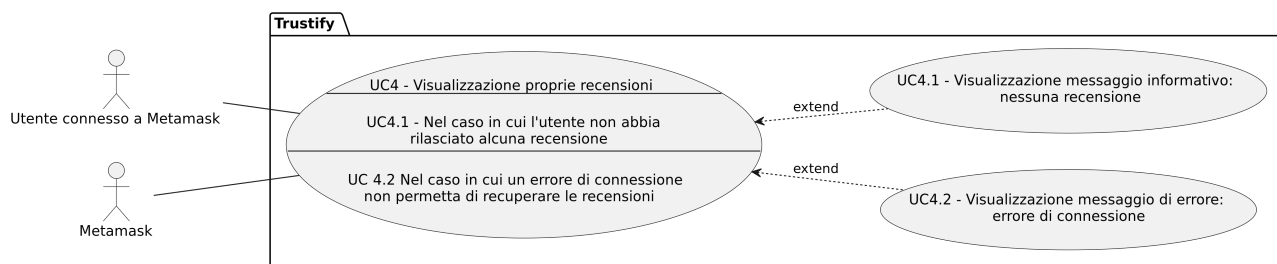 Trustify
Utente connesso a Metamask
Metamask
UC4 - Visualizzazione proprie recensioni
UC4.1 - Nel caso in cui l'utente non abbia
rilasciato alcuna recensione
UC 4.2 Nel caso in cui un errore di connessione
non permetta di recuperare le recensioni
extend
extend
UC4.1 - Visualizzazione messaggio informativo:
nessuna recensione
UC4.2 - Visualizzazione messaggio di errore:
errore di connessione